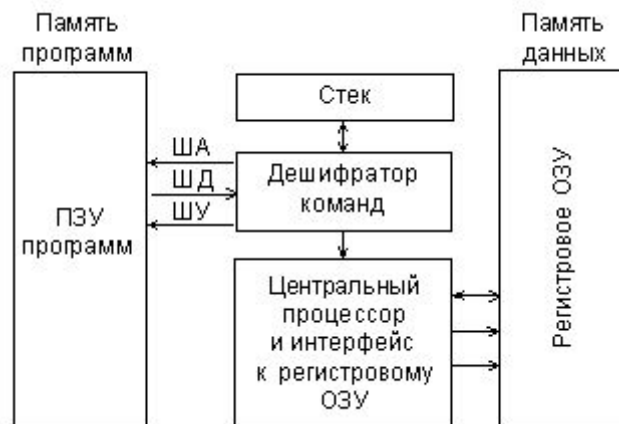 Память
программ
Память
данных
Стек
ША
ШД
ШУ
Дешифратор
команд
ПЗУ
программ
Центральный
процессор
и интерфейс
к регистровому
ОЗУ
Регистровое ОЗУ